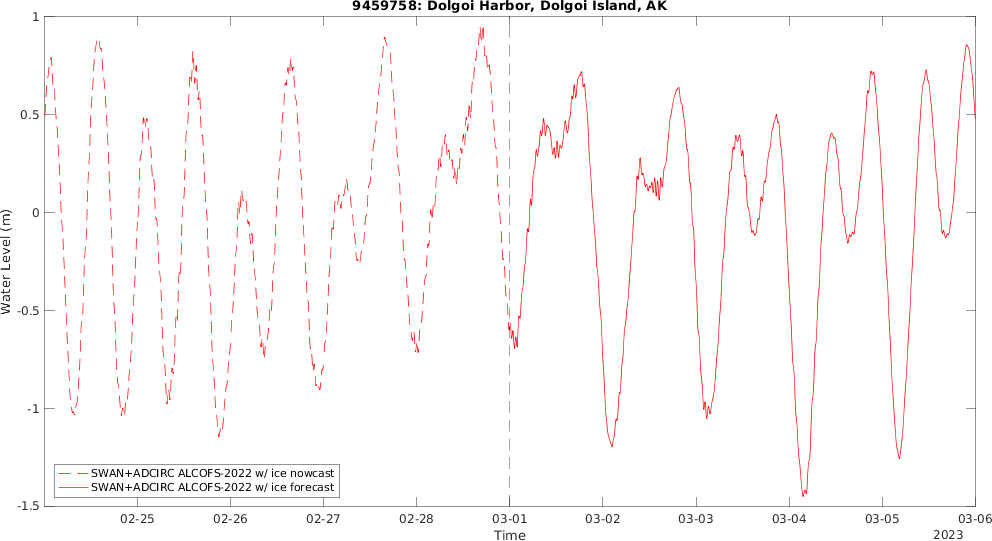 9459758: Dolgoi Harbor, Dolgoi Island, AK
1
0.5
0
-0.5
-1
-1.5
Water Level (m)
SWAN+ADCIRC ALCOFS-2022 w/ ice nowcast
SWAN+ADCIRC ALCOFS-2022 w/ ice forecast
02-25 02-26 02-27 02-28 03-01 03-02 03-03 03-04 03-05 03-06
Time
2023